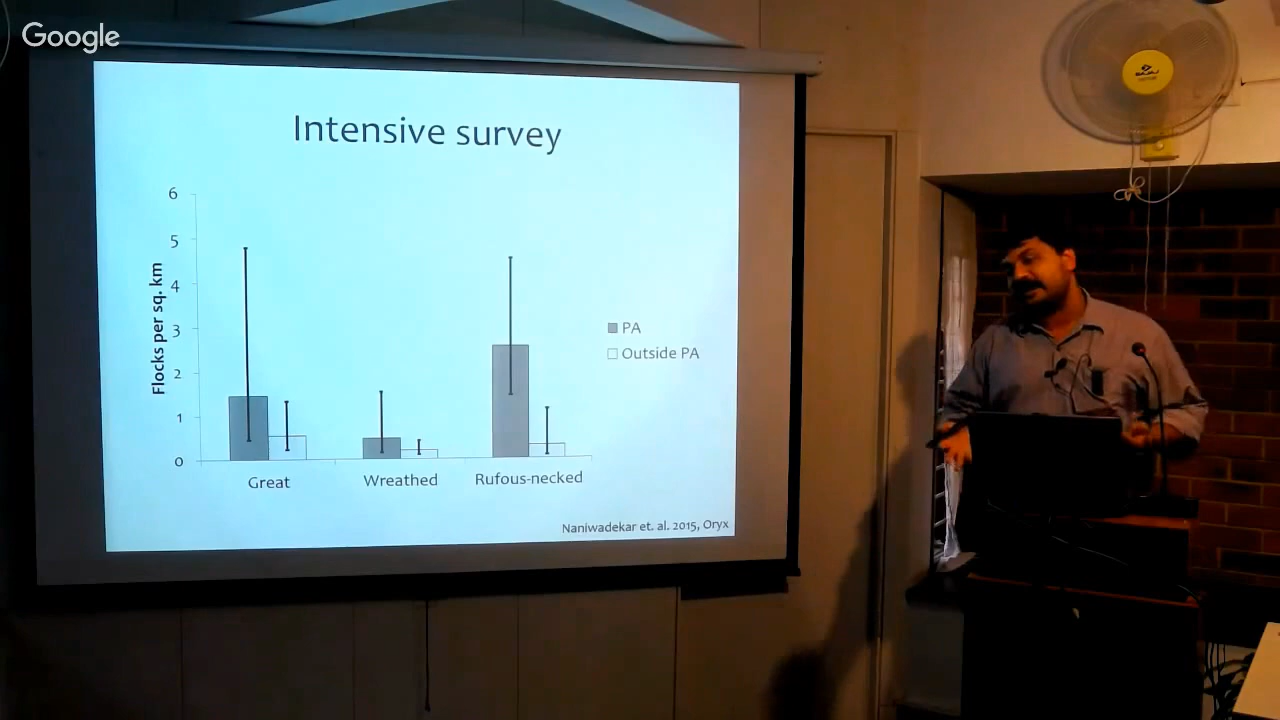 Google
Intensive survey
6
5
4
3
2
1
0
Flocks per sq. km
PA
Outside PA
Great
Wreathed
Rufous-necked
Naniwadekar et. al. 2015, Oryx
BAJAJ